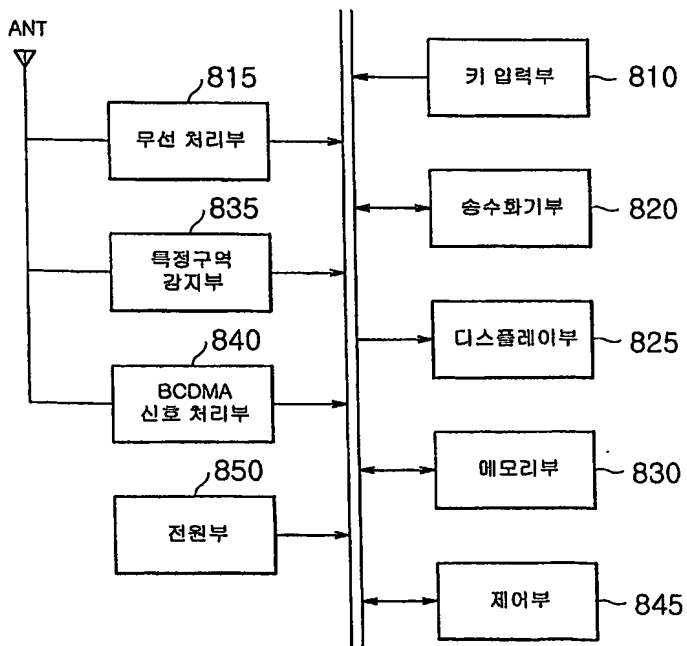 ANT
815
무선 처리부
835
특정구역
감지부
840
BCDMA
신호 처리부
850
전원부
키 입력부
810
송수화기부
820
디스플레이부
825
메모리부
830
제어부
845